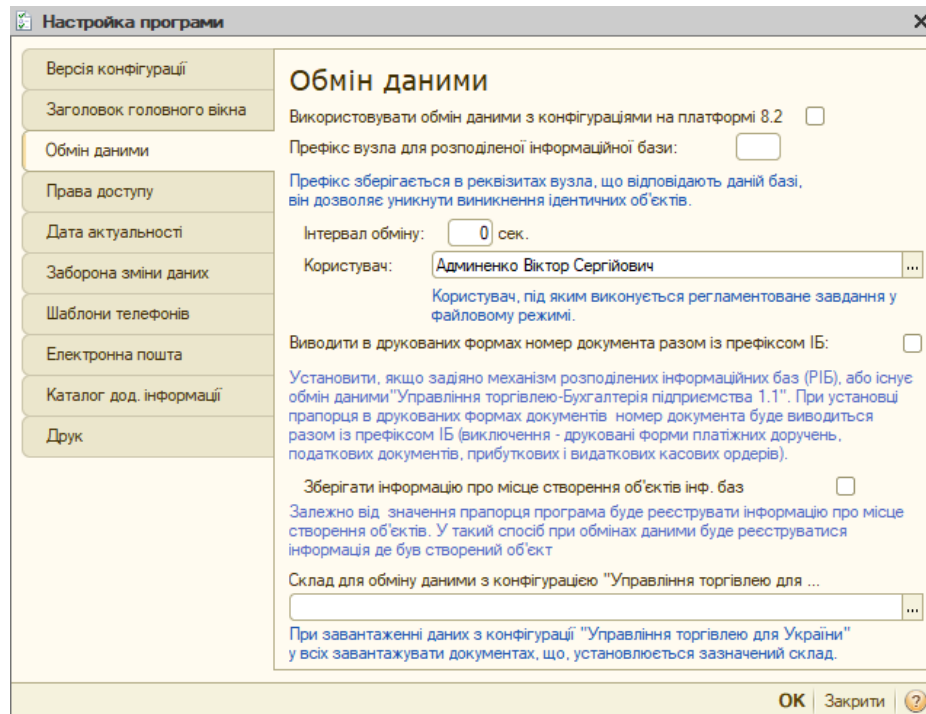 Настройка програми
Версія конфігурації
Заголовок головного вікна
Обмін даними
Права доступу
Дата актуальності
Заборона зміни даних
Шаблони телефонів
Електронна пошта
Каталог дод. інформації
Друк
Обмін даними
Використовувати обмін даними з конфігураціями на платформі 8.2
Префікс вузла для розподіленої інформаційної бази:
Префікс зберігається в реквізитах вузла, що відповідають даній базі,
він дозволяє уникнути виникнення ідентичних об'єктів.
Інтервал обміну: 0 сек.
Користувач: Админенко Віктор Сергійович ...
Користувач, під яким виконується регламентоване завдання у
файловому режимі.
Виводити в друкованих формах номер документа разом із префіксом ІБ:
Установити, якщо задіяно механізм розподілених інформаційних баз (РІБ), або існує
обмін даними"Управління торгівлею-Бухгалтерія підприємства 1.1". При установці
прапорця в друкованих формах документів номер документа буде виводиться
разом із префіксом ІБ (виключення - друковані форми платіжних доручень,
податкових документів, прибуткових і видаткових касових ордерів).
Зберігати інформацію про місце створення об'єктів інф. баз
Залежно від значення прапорця програма буде реєструвати інформацію про місце
створення об'єктів. У такий спосіб при обмінах даними буде реєструватися
інформація де був створений об'єкт
Склад для обміну даними з конфігурацією "Управління торгівлею для ...
...
При завантаженні даних з конфігурації "Управління торгівлею для України"
у всіх завантажувати документах, що, установлюється зазначений склад.
OK Закрити ?